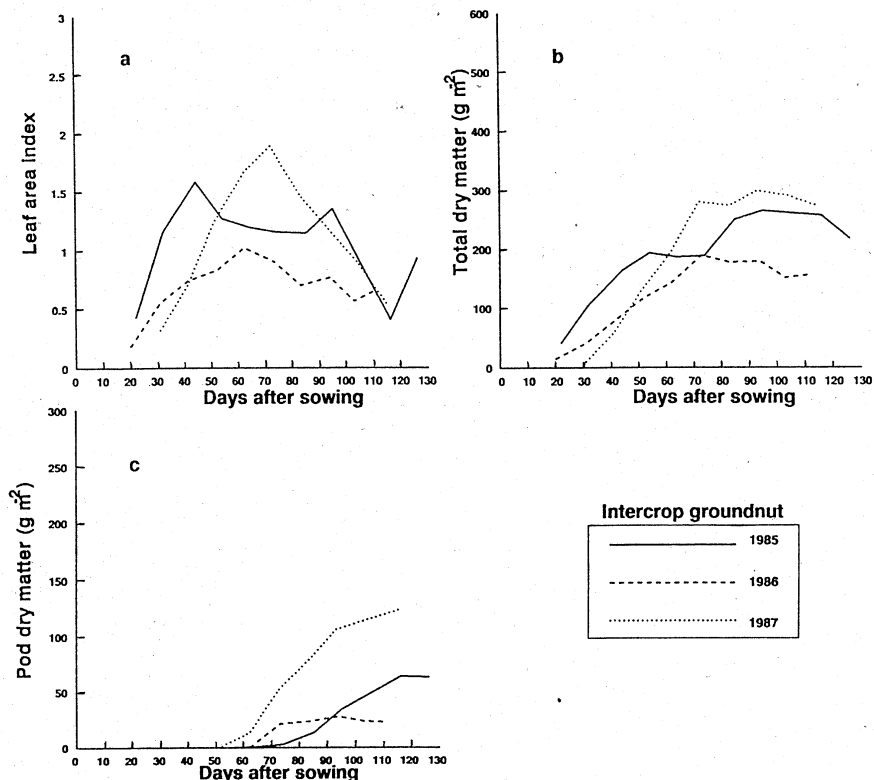 a
Leaf area index
3
2.5
2
1.5
1
0.5
0
0 10 20 30 40 50 60 70 80 90 100 110 120 130
Days after sowing
b
Total dry matter (g m⁻²)
600
500
400
300
200
100
0
0 10 20 30 40 50 60 70 80 90 100 110 120 130
Days after sowing
c
Pod dry matter (g m⁻²)
300
250
200
150
100
50
0
0 10 20 30 40 50 60 70 80 90 100 110 120 130
Days after sowing
Intercrop groundnut
1985
1986
1987